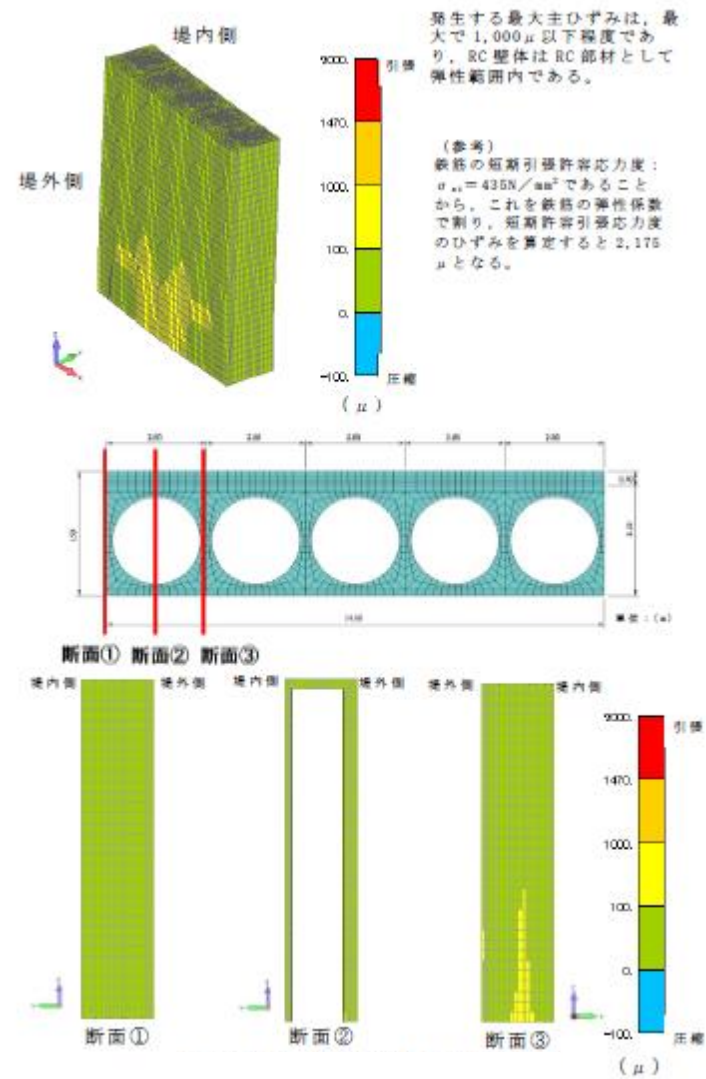 堤内側
堤外側
9000.
引張
1470.
1000.
100.
0.
-100.
圧縮
(μ)
発生する最大主ひずみは，最
大で 1,000μ以下程度であ
り，RC 壁体は RC 部材として
弾性範囲内である。
(参考)
鉄筋の短期引張許容応力度：
＝435N／mm²であること
から，これを鉄筋の弾性係数
で割り，短期許容引張応力度
のひずみを算定すると 2,175
μとなる。
単位：(m)
断面① 断面② 断面③
堤内側 堤外側
堤内側 堤外側
堤外側 堤内側
9000.
引張
1470.
1000.
100.
0.
-100.
圧縮
(μ)
断面①
断面②
断面③